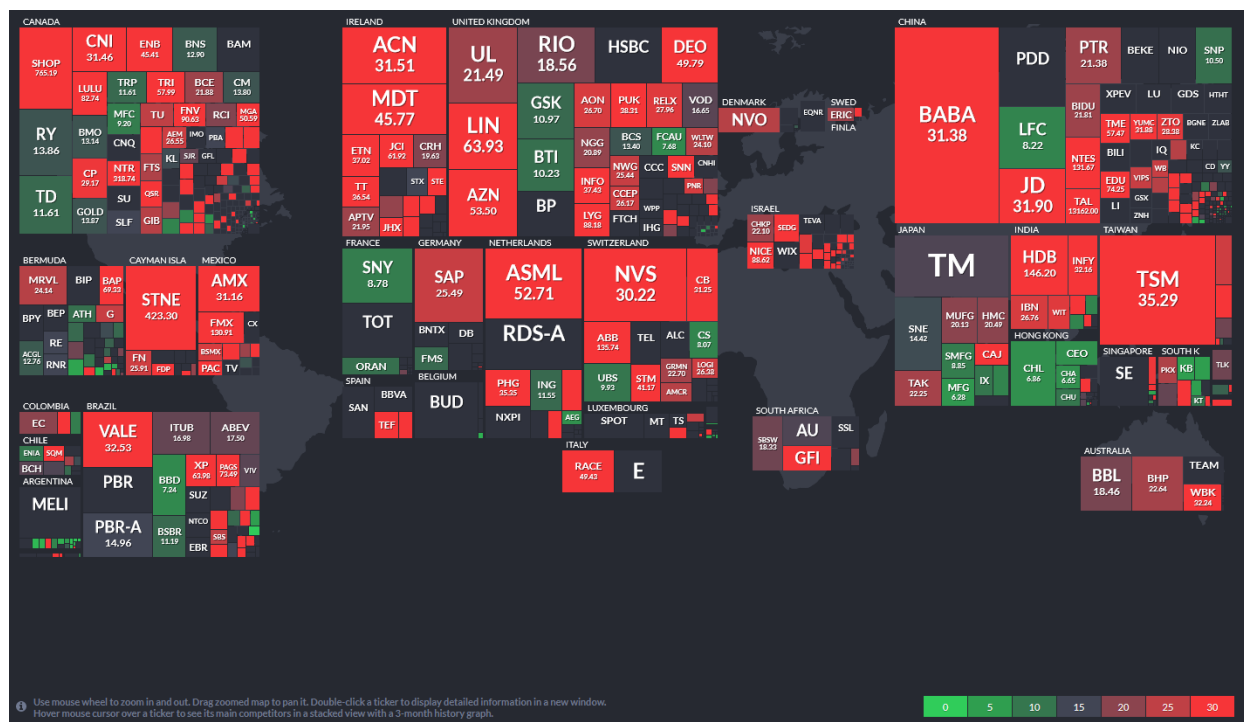 CANADA
SHOP
765.19
CNI
31.46
ENB
45.41
BNS
12.90
BAM
LULU
82.74
TRP
11.61
TRI
57.99
BCE
21.88
CM
13.80
MFC
9.20
TU
FNV
90.63
RCI
MGA
50.59
RY
13.86
BMO
13.14
CNQ
AEM
26.55
IMO
PBA
KL
SJR
GFL
CP
29.17
NTR
318.74
FTS
TD
11.61
SU
QSR
GOLD
13.87
SLF
GIB
IRELAND
ACN
31.51
MDT
45.77
ETN
37.02
JCI
61.92
CRH
19.63
TT
36.54
STX
STE
APTV
21.95
JHX
UNITED KINGDOM
UL
21.49
RIO
18.56
HSBC
DEO
49.79
LIN
63.93
GSK
10.97
AON
26.70
PUK
38.31
RELX
27.96
VOD
16.65
BTI
10.23
NGG
20.89
BCS
13.40
FCAU
7.68
WLTW
24.10
AZN
53.50
INFO
37.43
NWG
25.44
CCC
SNN
CNHI
BP
CCEP
26.17
PNR
LYG
88.18
FTCH
WPP
IHG
DENMARK
NVO
EQNR
SWED
ERIC
FINLA
CHINA
BABA
31.38
PDD
PTR
21.38
BEKE
NIO
SNP
10.50
LFC
8.22
BIDU
21.81
XPEV
LU
GDS
HTHT
TME
57.47
YUMC
31.88
ZTO
28.38
BGNE
ZLAB
JD
31.90
NTES
131.67
BILI
IQ
KC
WB
CD
YY
EDU
74.25
VIPS
TAL
13162.00
LI
GSX
ZNH
ISRAEL
CHKP
22.10
SEDG
TEVA
NICE
88.62
WIX
BERMUDA
MRVL
24.14
BIP
BAP
69.33
BPY
BEP
ATH
G
RE
ACGL
12.76
RNR
CAYMAN ISLA
STNE
423.30
FN
25.91
FDP
MEXICO
AMX
31.16
FMX
130.91
CX
BSMX
PAC
TV
FRANCE
SNY
8.78
TOT
ORAN
GERMANY
SAP
25.49
BNTX
DB
FMS
NETHERLANDS
ASML
52.71
RDS-A
PHG
35.25
ING
11.55
NXPI
AEG
SWITZERLAND
NVS
30.22
CB
31.25
ABB
135.74
TEL
ALC
CS
8.07
UBS
9.93
STM
41.17
GRMN
22.70
LOGI
26.38
AMCR
SPAIN
SAN
BBVA
TEF
BELGIUM
BUD
LUXEMBOURG
SPOT
MT
TS
ITALY
RACE
49.43
E
JAPAN
TM
SNE
14.42
MUFG
20.13
HMC
20.49
SMFG
8.85
CAJ
TAK
22.25
MFG
6.28
IX
INDIA
HDB
146.20
INFY
32.16
IBN
26.76
WIT
HONG KONG
CHL
6.86
CEO
CHA
6.65
CHU
TAIWAN
TSM
35.29
SINGAPORE
SE
SOUTH K
PKX
KB
KT
TLK
COLOMBIA
EC
CHILE
ENIA
SQM
BCH
ARGENTINA
MELI
BRAZIL
VALE
32.53
ITUB
16.98
ABEV
17.50
PBR
BBD
7.24
XP
63.98
PAGS
73.49
VIV
SUZ
PBR-A
14.96
BSBR
11.19
NTCO
SBS
EBR
SOUTH AFRICA
SBSW
18.33
AU
SSL
GFI
AUSTRALIA
BBL
18.46
BHP
22.64
TEAM
WBK
32.24
Use mouse wheel to zoom in and out. Drag zoomed map to pan it. Double-click a ticker to display detailed information in a new window.
Hover mouse cursor over a ticker to see its main competitors in a stacked view with a 3-month history graph.
0 5 10 15 20 25 30